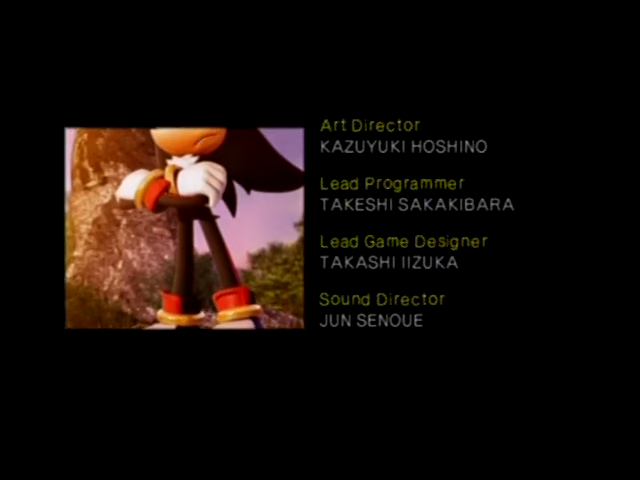 Art Director
KAZUYUKI HOSHINO
Lead Programmer
TAKESHI SAKAKIBARA
Lead Game Designer
TAKASHI IIZUKA
Sound Director
JUN SENOUE